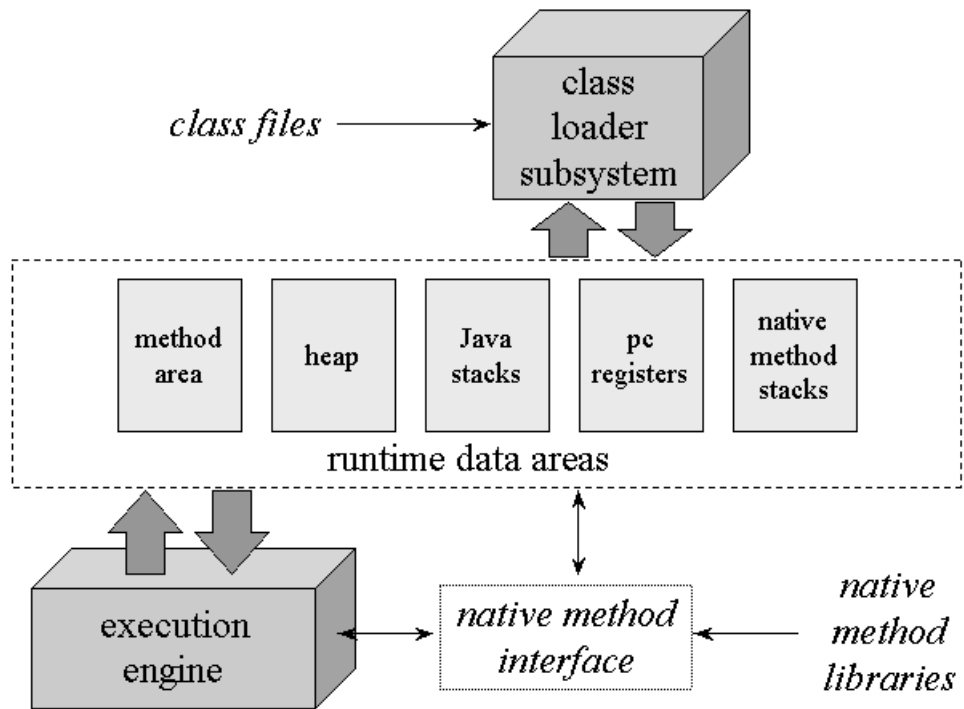 class
loader
subsystem
class files
method
area
heap
Java
stacks
pc
registers
native
method
stacks
runtime data areas
execution
engine
native method
interface
native
method
libraries